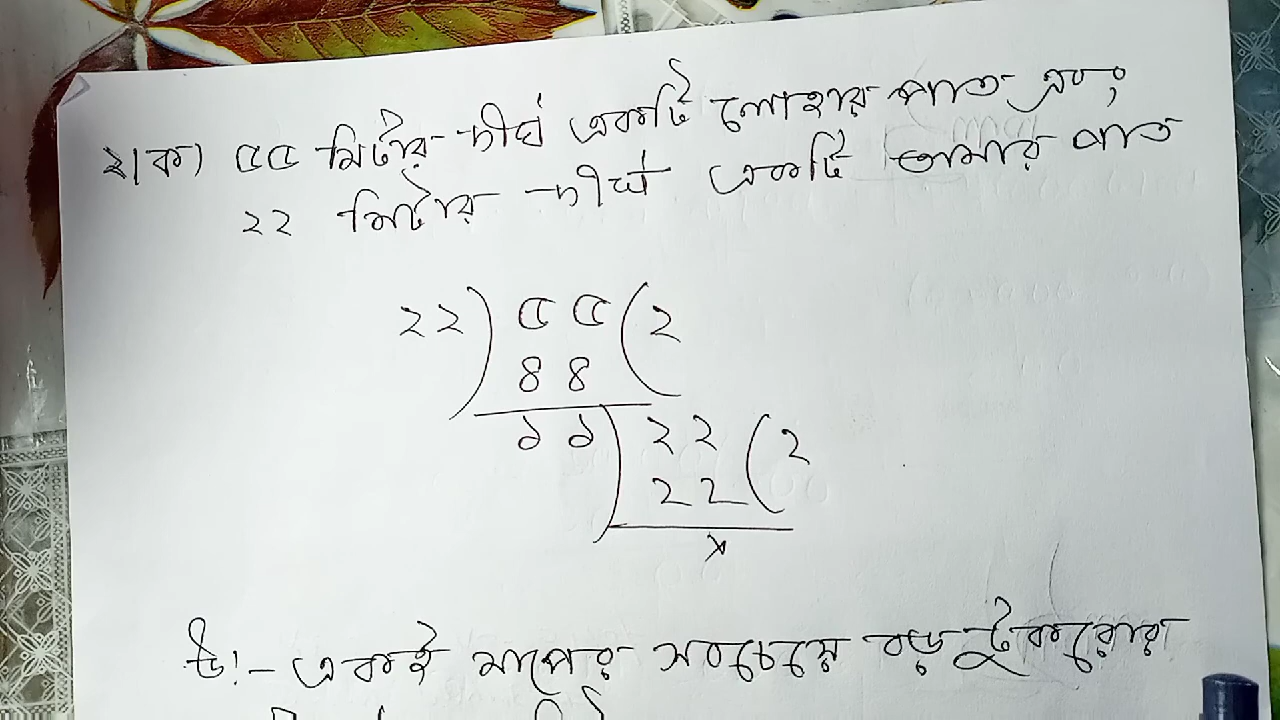 ২।ক) ৫৫ মিটার দীর্ঘ একটি লোহার পাত এবং
২২ মিটার দীর্ঘ একটি তামার পাত
২২) ৫৫ (২
৪৪
১১) ২২ (২
২২
×
উঃ- একই মাপের সবচেয়ে বড় টুকরোর